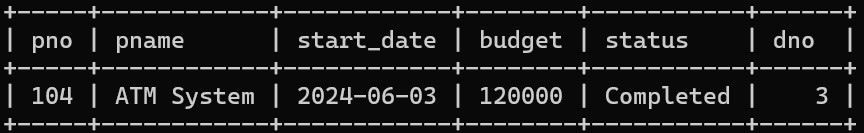 +-----+------------+------------+--------+-----------+------+
| pno | pname      | start_date | budget | status    | dno  |
+-----+------------+------------+--------+-----------+------+
| 104 | ATM System | 2024-06-03 | 120000 | Completed |    3 |
+-----+------------+------------+--------+-----------+------+